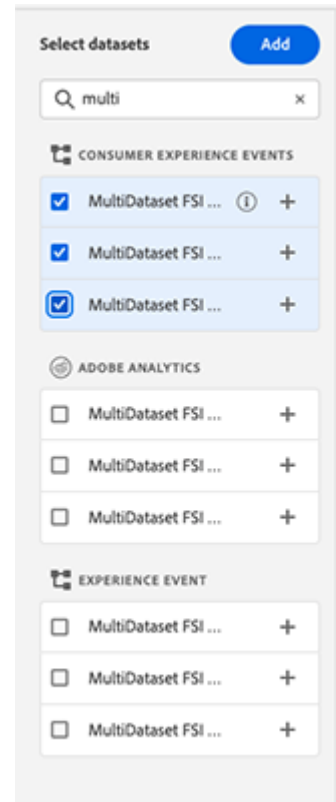 Select datasets
Add
multi
CONSUMER EXPERIENCE EVENTS
MultiDataset FSI ...
MultiDataset FSI ...
MultiDataset FSI ...
ADOBE ANALYTICS
MultiDataset FSI ...
MultiDataset FSI ...
MultiDataset FSI ...
EXPERIENCE EVENT
MultiDataset FSI ...
MultiDataset FSI ...
MultiDataset FSI ...